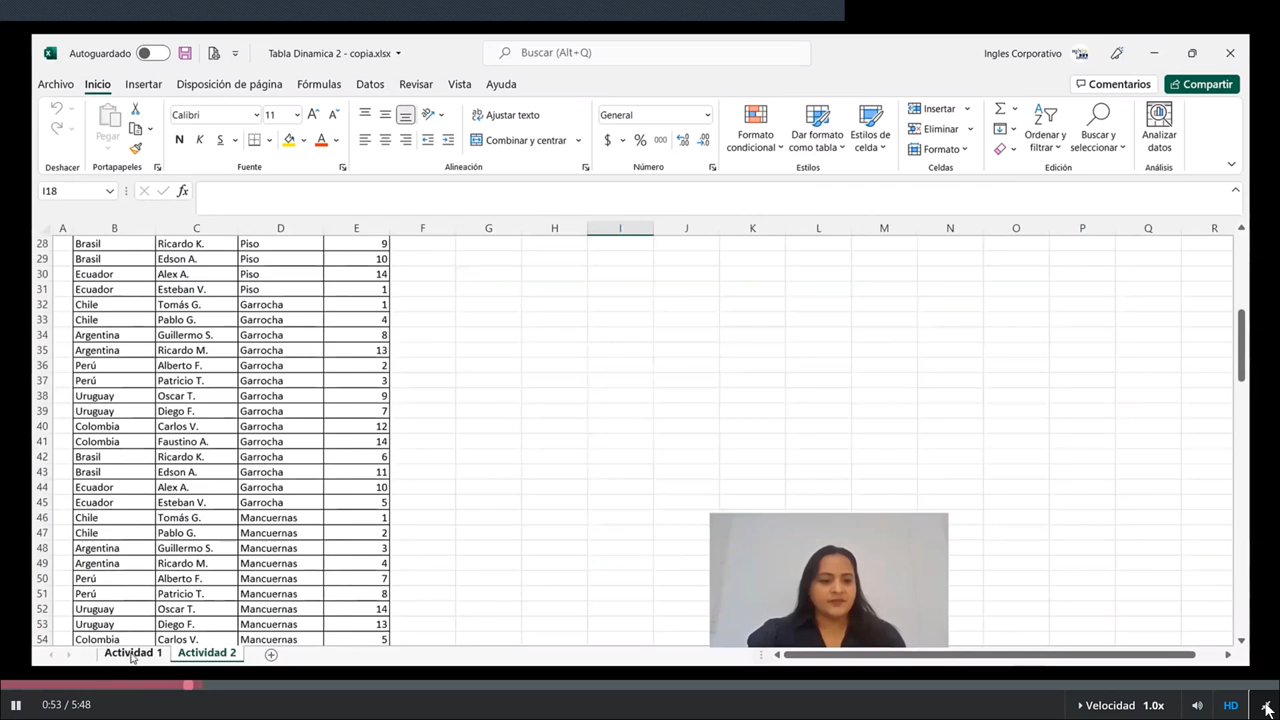 Autoguardado Tabla Dinamica 2 - copia.xlsx Buscar (Alt+Q) Ingles Corporativo
Archivo Inicio Insertar Disposición de página Fórmulas Datos Revisar Vista Ayuda Comentarios Compartir
Pegar
Calibri 11
N K S A
Ajustar texto
Combinar y centrar
General
$ % 000
Formato condicional
Dar formato como tabla
Estilos de celda
Insertar
Eliminar
Formato
Ordenar y filtrar
Buscar y seleccionar
Analizar datos
Deshacer Portapapeles Fuente Alineación Número Estilos Celdas Edición Análisis
I18 fx
A B C D E F G H I J K L M N O P Q R
28 Brasil Ricardo K. Piso 9
29 Brasil Edson A. Piso 10
30 Ecuador Alex A. Piso 14
31 Ecuador Esteban V. Piso 1
32 Chile Tomás G. Garrocha 1
33 Chile Pablo G. Garrocha 4
34 Argentina Guillermo S. Garrocha 8
35 Argentina Ricardo M. Garrocha 13
36 Perú Alberto F. Garrocha 2
37 Perú Patricio T. Garrocha 3
38 Uruguay Oscar T. Garrocha 9
39 Uruguay Diego F. Garrocha 7
40 Colombia Carlos V. Garrocha 12
41 Colombia Faustino A. Garrocha 14
42 Brasil Ricardo K. Garrocha 6
43 Brasil Edson A. Garrocha 11
44 Ecuador Alex A. Garrocha 10
45 Ecuador Esteban V. Garrocha 5
46 Chile Tomás G. Mancuernas 1
47 Chile Pablo G. Mancuernas 2
48 Argentina Guillermo S. Mancuernas 3
49 Argentina Ricardo M. Mancuernas 4
50 Perú Alberto F. Mancuernas 7
51 Perú Patricio T. Mancuernas 8
52 Uruguay Oscar T. Mancuernas 14
53 Uruguay Diego F. Mancuernas 13
54 Colombia Carlos V. Mancuernas 5
Actividad 1 Actividad 2
0:53 / 5:48 Velocidad 1.0x HD